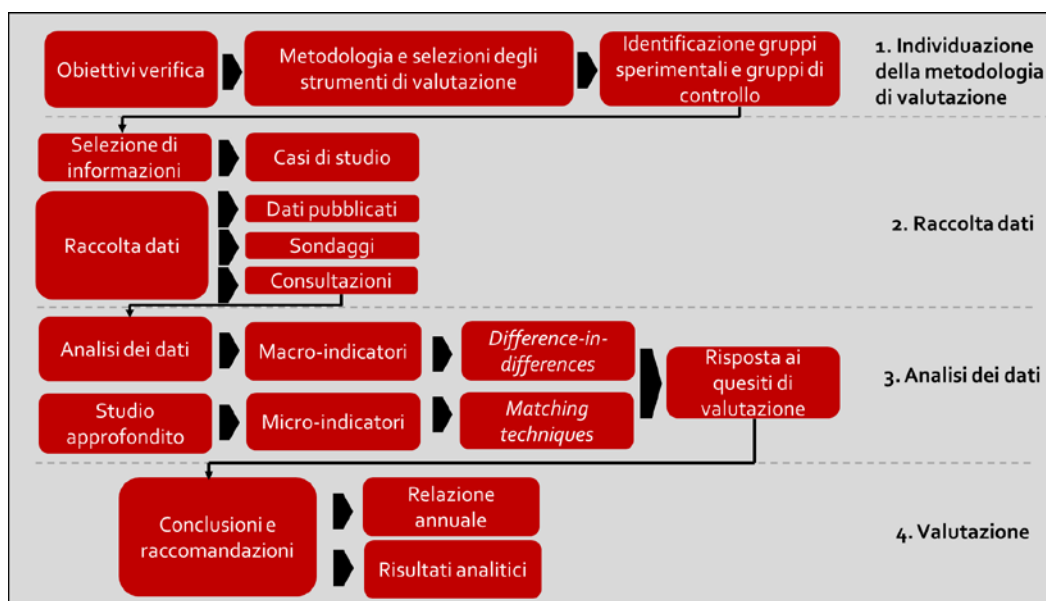 Obiettivi verifica
Metodologia e selezioni degli
strumenti di valutazione
Identificazione gruppi
sperimentali e gruppi di
controllo
1. Individuazione
della metodologia
di valutazione
Selezione di
informazioni
Casi di studio
Raccolta dati
Dati pubblicati
Sondaggi
Consultazioni
2. Raccolta dati
Analisi dei dati
Macro-indicatori
Difference-in-
differences
Studio
approfondito
Micro-indicatori
Matching
techniques
Risposta ai
quesiti di
valutazione
3. Analisi dei dati
Conclusioni e
raccomandazioni
Relazione
annuale
Risultati analitici
4. Valutazione